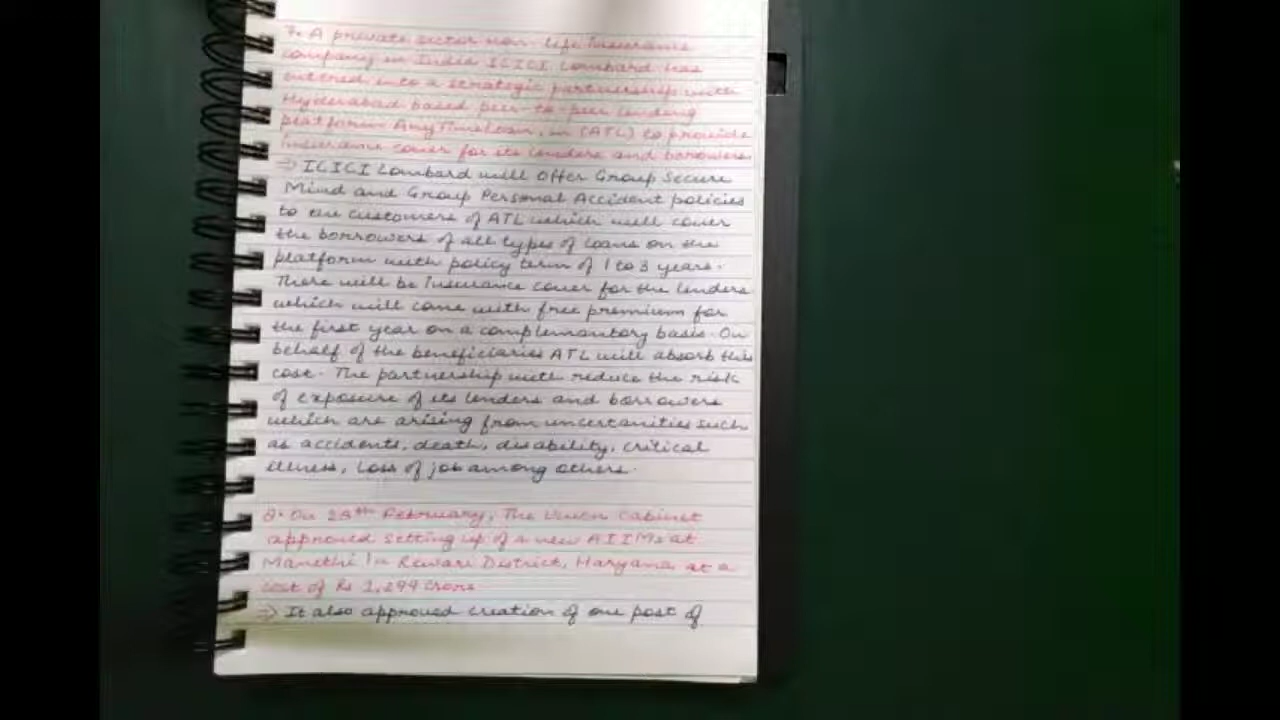 7. A private sector non-life Insurance
company in India ICICI Lombard has
entered into a strategic partnership with
Hyderabad based peer-to-peer lending
platform AnyTimeLoan.in (ATL) to provide
Insurance cover for its lenders and borrowers
→ ICICI Lombard will offer Group Secure
Mind and Group Personal Accident policies
to the customers of ATL which will cover
the borrowers of all types of loans on the
platform with policy term of 1 to 3 years.
There will be Insurance cover for the lenders
which will come with free premium for
the first year on a complemantory basis. On
behalf of the beneficiaries ATL will absorb this
cost. The partnership with reduce the risk
of exposure of its lenders and borrowers
which are arising from uncertanities such
as accidents, death, disability, critical
illness, loss of job among others.
8. On 28th February, The Union Cabinet
approved setting up of a new AIIMs at
Manethi in Rewari District, Haryana at a
cost of Rs 1,299 Crore
→ It also approved creation of one post of